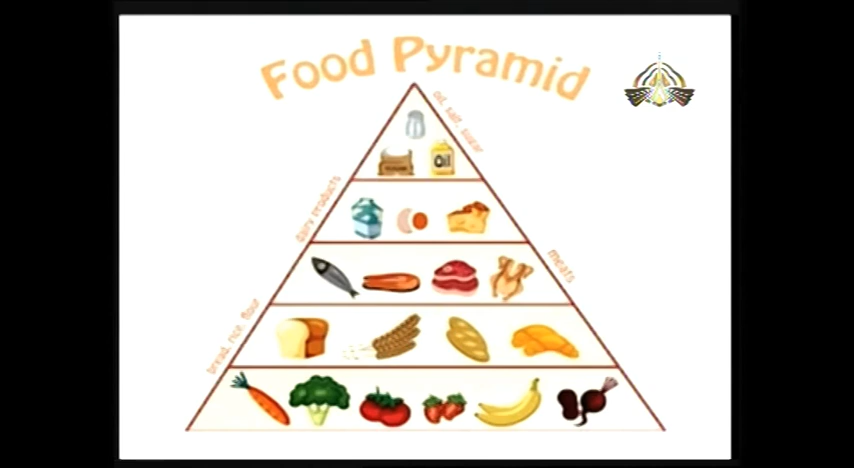 Food Pyramid
oil, salt, sugar
Oil
dairy products
meats
bread, rice, flour